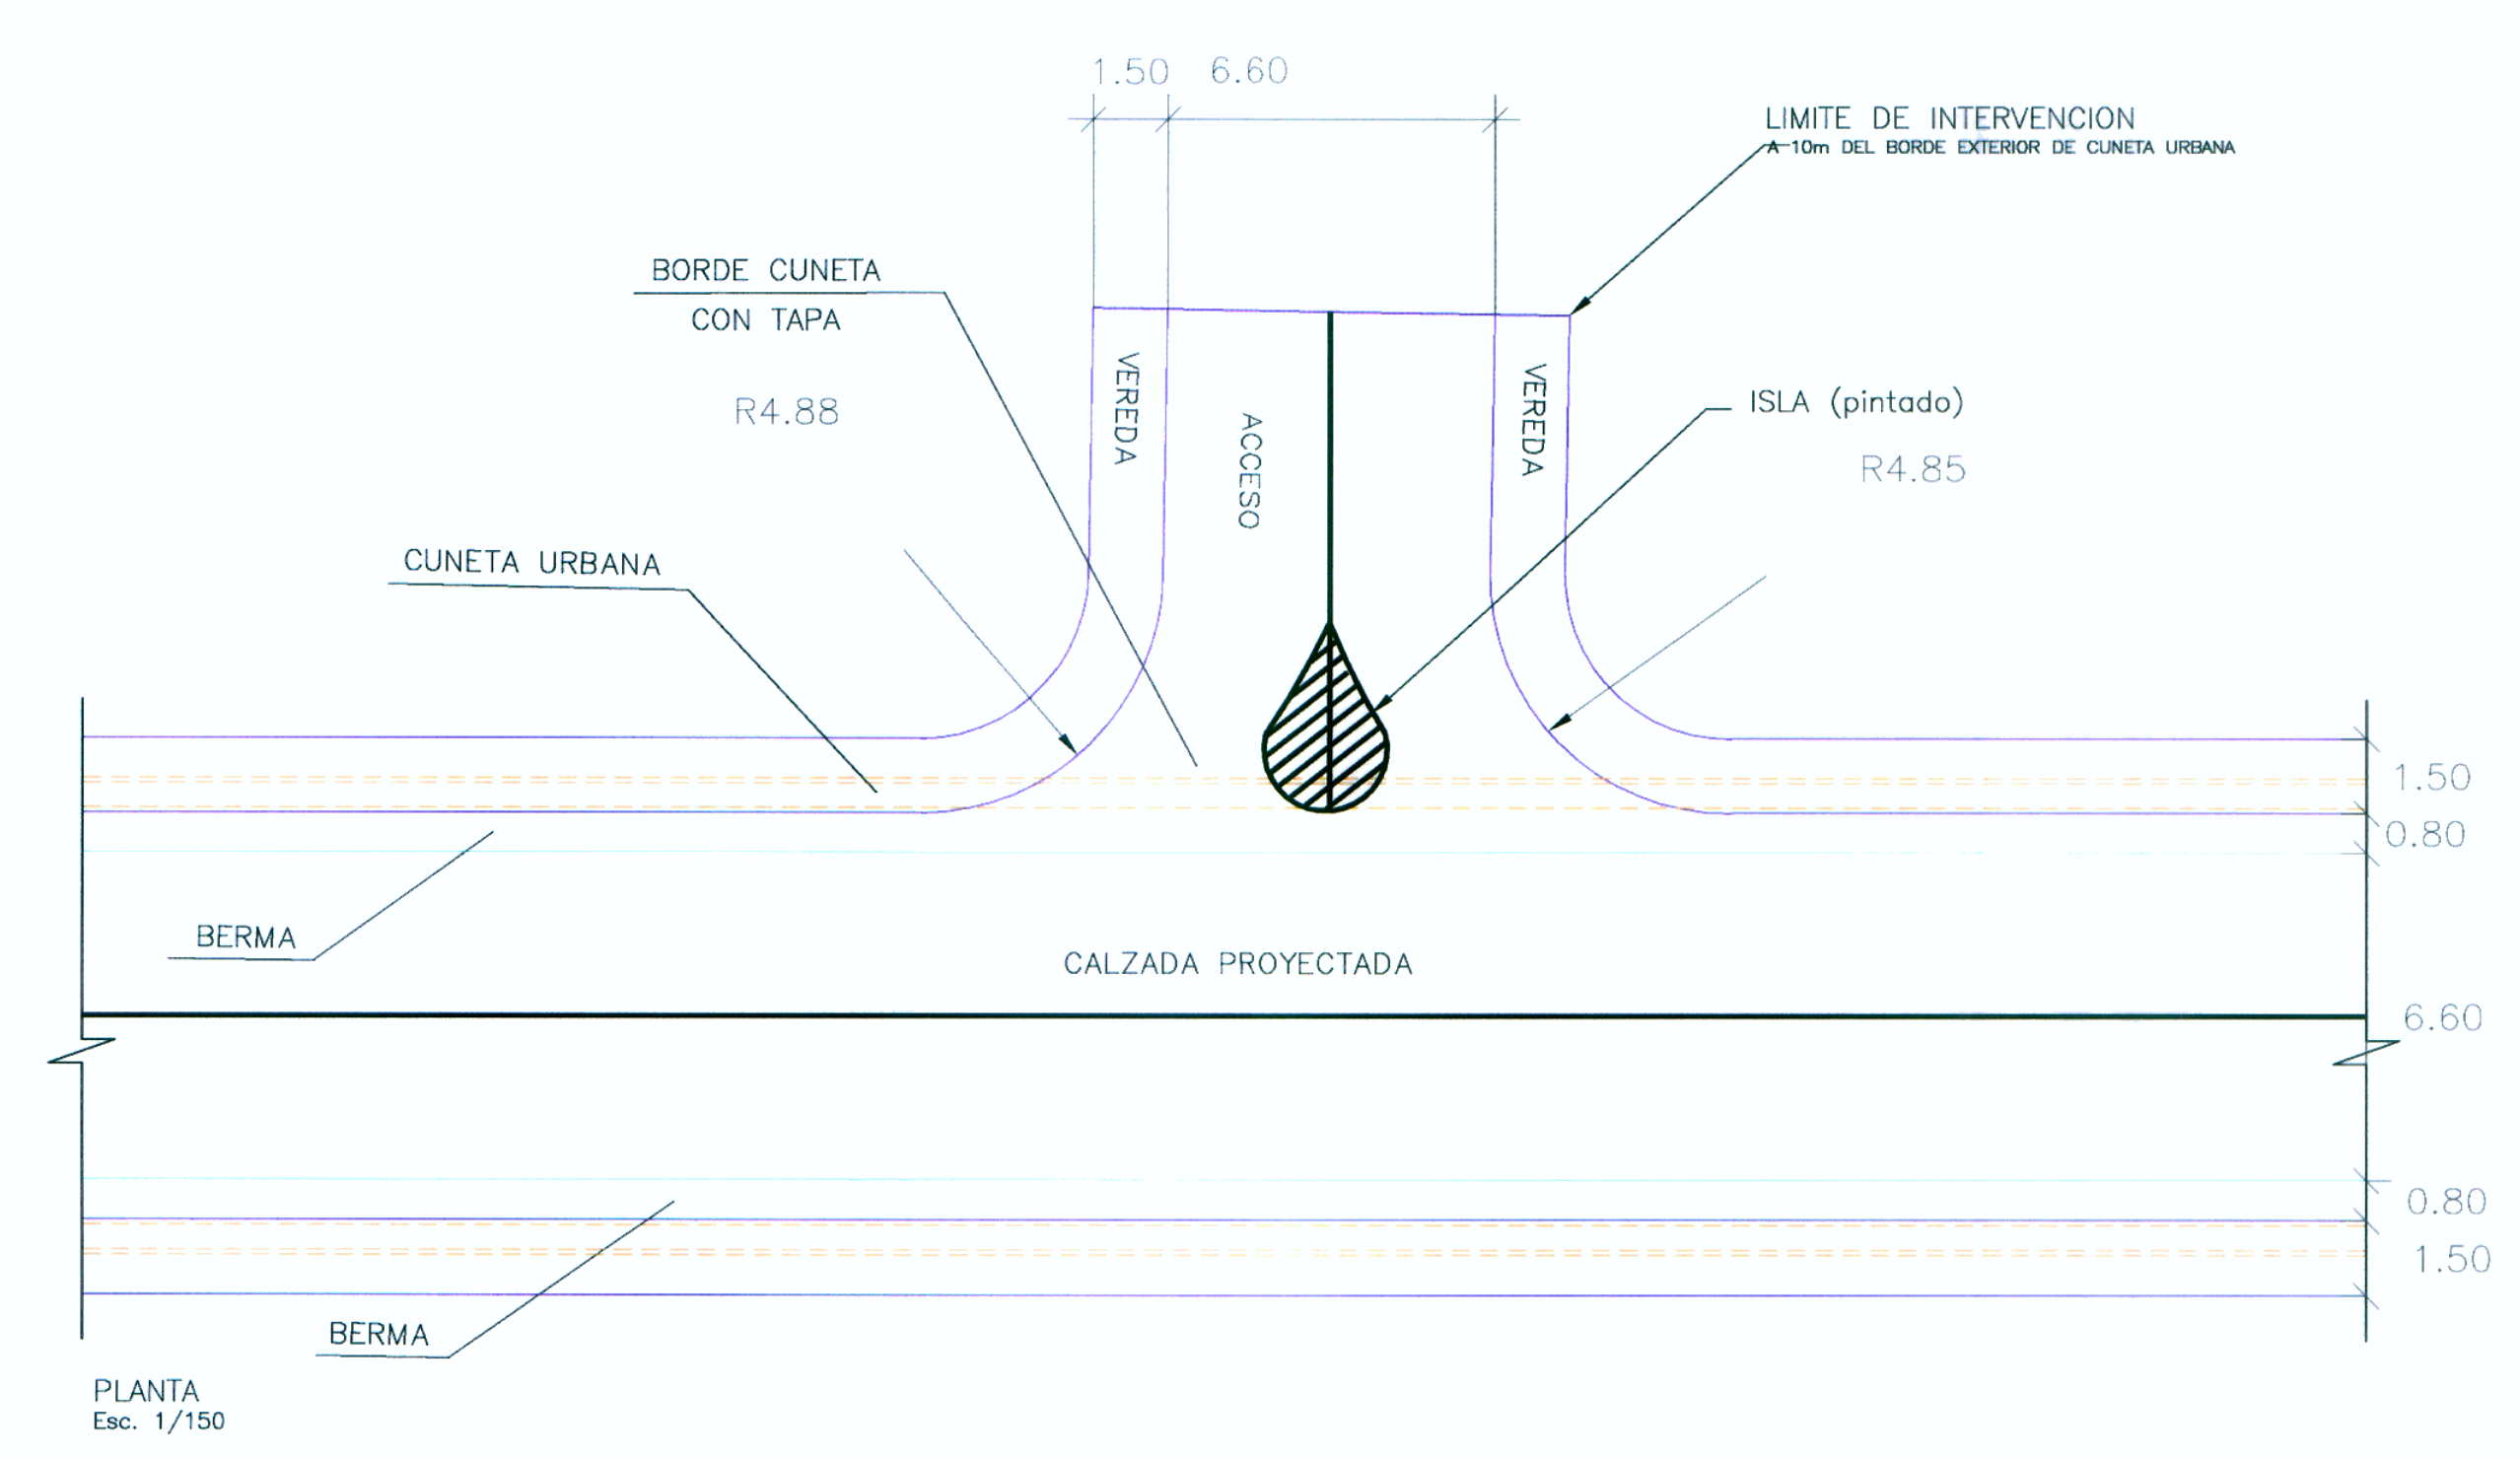 1.50 6.60
LIMITE DE INTERVENCION
A 10m DEL BORDE EXTERIOR DE CUNETA URBANA
BORDE CUNETA
CON TAPA
R4.88
VEREDA
ACCESO
VEREDA
ISLA (pintado)
R4.85
CUNETA URBANA
1.50
0.80
BERMA
CALZADA PROYECTADA
6.60
0.80
1.50
BERMA
PLANTA
Esc. 1/150